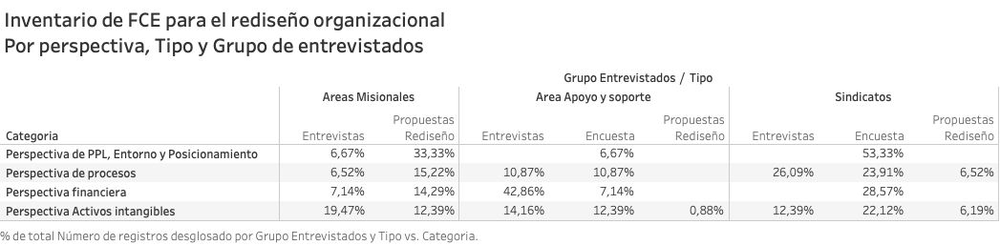 Inventario de FCE para el rediseño organizacional
Por perspectiva, Tipo y Grupo de entrevistados
Grupo Entrevistados / Tipo
Areas Misionales Area Apoyo y soporte Sindicatos
Propuestas Propuestas Propuestas
Categoria Entrevistas Rediseño Entrevistas Encuesta Rediseño Entrevistas Encuesta Rediseño
Perspectiva de PPL, Entorno y Posicionamiento 6,67% 33,33% 6,67% 53,33%
Perspectiva de procesos 6,52% 15,22% 10,87% 10,87% 26,09% 23,91% 6,52%
Perspectiva financiera 7,14% 14,29% 42,86% 7,14% 28,57%
Perspectiva Activos intangibles 19,47% 12,39% 14,16% 12,39% 0,88% 12,39% 22,12% 6,19%
% de total Número de registros desglosado por Grupo Entrevistados y Tipo vs. Categoria.